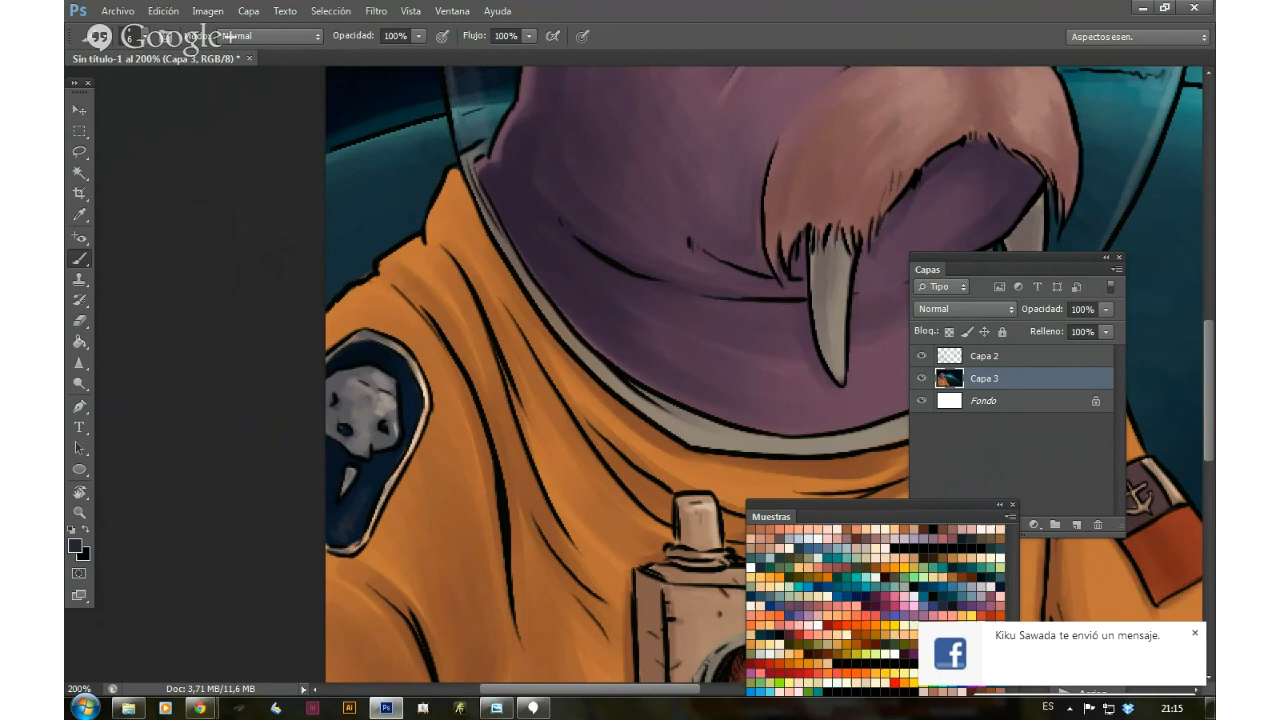 Ps Archivo Edición Imagen Capa Texto Selección Filtro Vista Ventana Ayuda
Google+
6 Modo: Normal Opacidad: 100% Flujo: 100% Aspectos esen.
Sin título-1 al 200% (Capa 3, RGB/8) * ×
Capas
Tipo
Normal Opacidad: 100%
Bloq.: Relleno: 100%
Capa 2
Capa 3
Fondo
Muestras
Kiku Sawada te envió un mensaje.
200% Doc: 3,71 MB/11,6 MB
ES 21:15